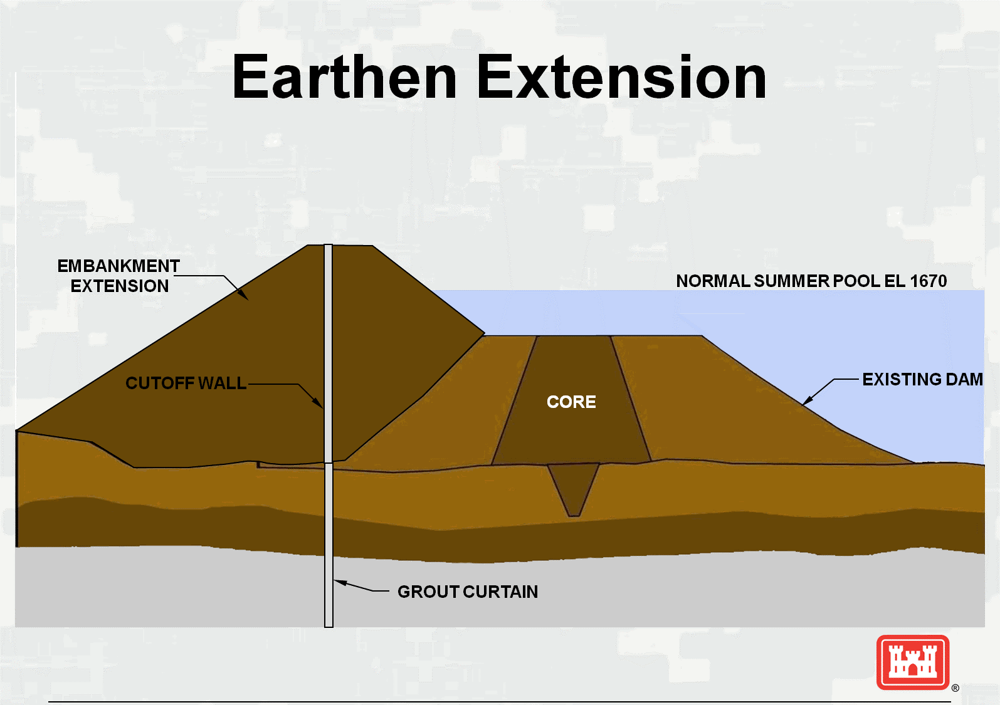 Earthen Extension
EMBANKMENT
EXTENSION
NORMAL SUMMER POOL EL 1670
CUTOFF WALL
EXISTING DAM
CORE
GROUT CURTAIN
®